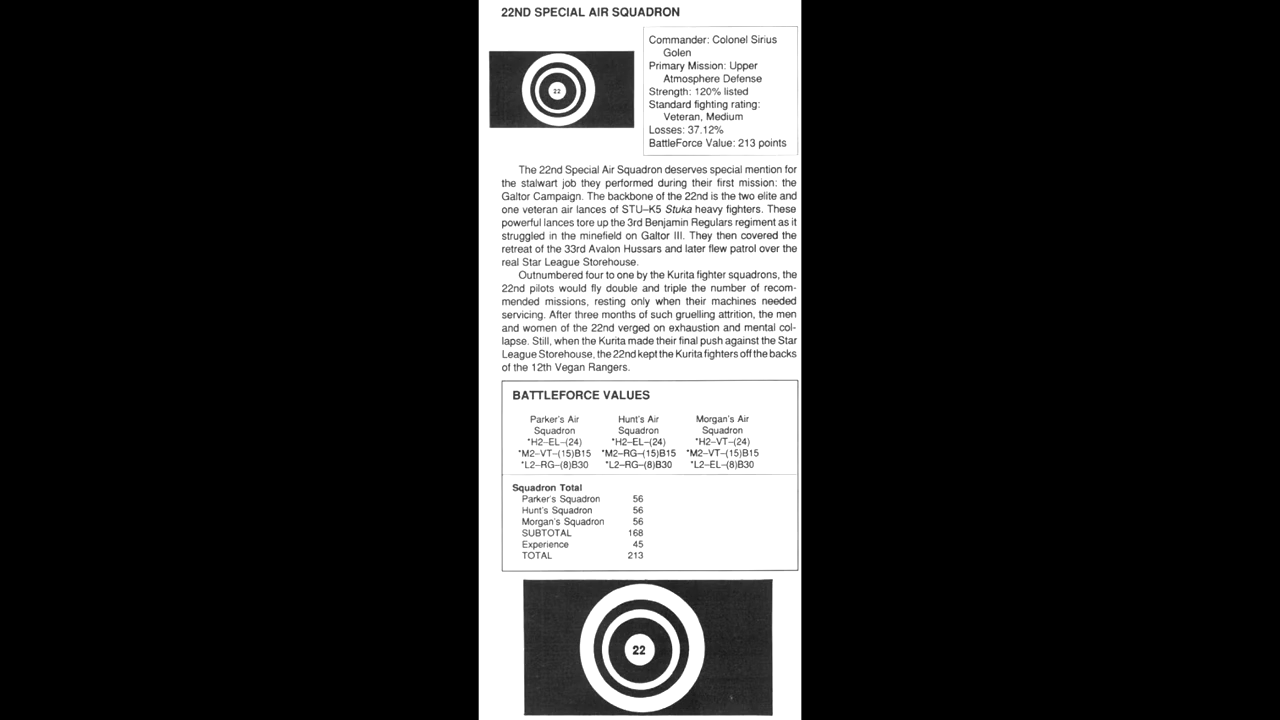 22ND SPECIAL AIR SQUADRON
22
Commander: Colonel Sirius
Golen
Primary Mission: Upper
Atmosphere Defense
Strength: 120% listed
Standard fighting rating:
Veteran, Medium
Losses: 37.12%
BattleForce Value: 213 points
The 22nd Special Air Squadron deserves special mention for
the stalwart job they performed during their first mission: the
Galtor Campaign. The backbone of the 22nd is the two elite and
one veteran air lances of STU–K5 Stuka heavy fighters. These
powerful lances tore up the 3rd Benjamin Regulars regiment as it
struggled in the minefield on Galtor III. They then covered the
retreat of the 33rd Avalon Hussars and later flew patrol over the
real Star League Storehouse.
Outnumbered four to one by the Kurita fighter squadrons, the
22nd pilots would fly double and triple the number of recom-
mended missions, resting only when their machines needed
servicing. After three months of such gruelling attrition, the men
and women of the 22nd verged on exhaustion and mental col-
lapse. Still, when the Kurita made their final push against the Star
League Storehouse, the 22nd kept the Kurita fighters off the backs
of the 12th Vegan Rangers.
BATTLEFORCE VALUES
Parker's Air Hunt's Air Morgan's Air
Squadron Squadron Squadron
*H2–EL–(24) *H2–EL–(24) *H2–VT–(24)
*M2–VT–(15)B15 *M2–RG–(15)B15 *M2–VT–(15)B15
*L2–RG–(8)B30 *L2–RG–(8)B30 *L2–EL–(8)B30
Squadron Total
Parker's Squadron 56
Hunt's Squadron 56
Morgan's Squadron 56
SUBTOTAL 168
Experience 45
TOTAL 213
22